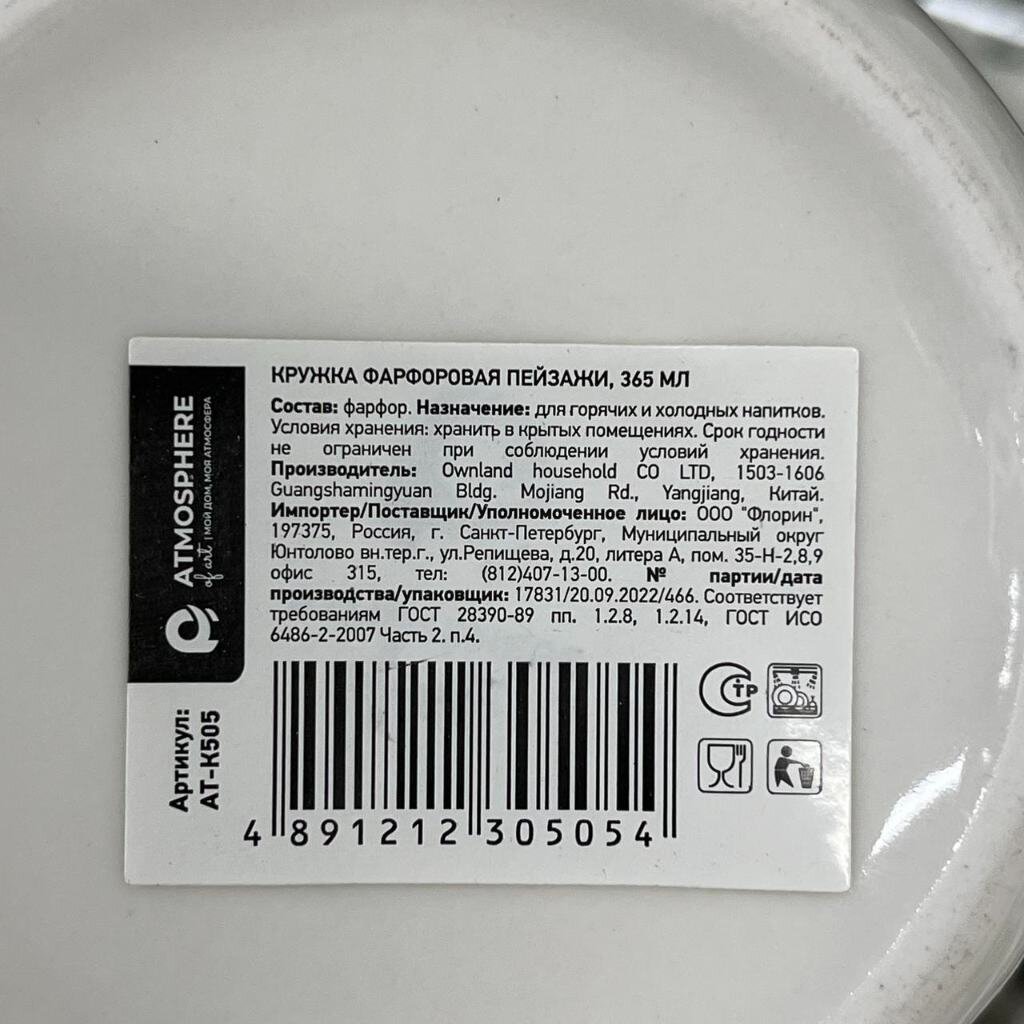 КРУЖКА ФАРФОРОВАЯ ПЕЙЗАЖИ, 365 МЛ
Состав: фарфор. Назначение: для горячих и холодных напитков.
Условия хранения: хранить в крытых помещениях. Срок годности
не ограничен при соблюдении условий хранения.
Производитель: Ownland household CO LTD, 1503-1606
Guangshamingyuan Bldg. Mojiang Rd., Yangjiang, Китай.
Импортер/Поставщик/Уполномоченное лицо: ООО "Флорин",
197375, Россия, г. Санкт-Петербург, Муниципальный округ
Юнтолово вн.тер.г., ул.Репищева, д.20, литера А, пом. 35-Н-2,8,9
офис 315, тел: (812)407-13-00. № партии/дата
производства/упаковщик: 17831/20.09.2022/466. Соответствует
требованиям ГОСТ 28390-89 пп. 1.2.8, 1.2.14, ГОСТ ИСО
6486-2-2007 Часть 2. п.4.
ATMOSPHERE
of art | МОЙ ДОМ, МОЯ АТМОСФЕРА
Артикул:
AT-K505
4 891212 305054
СТР